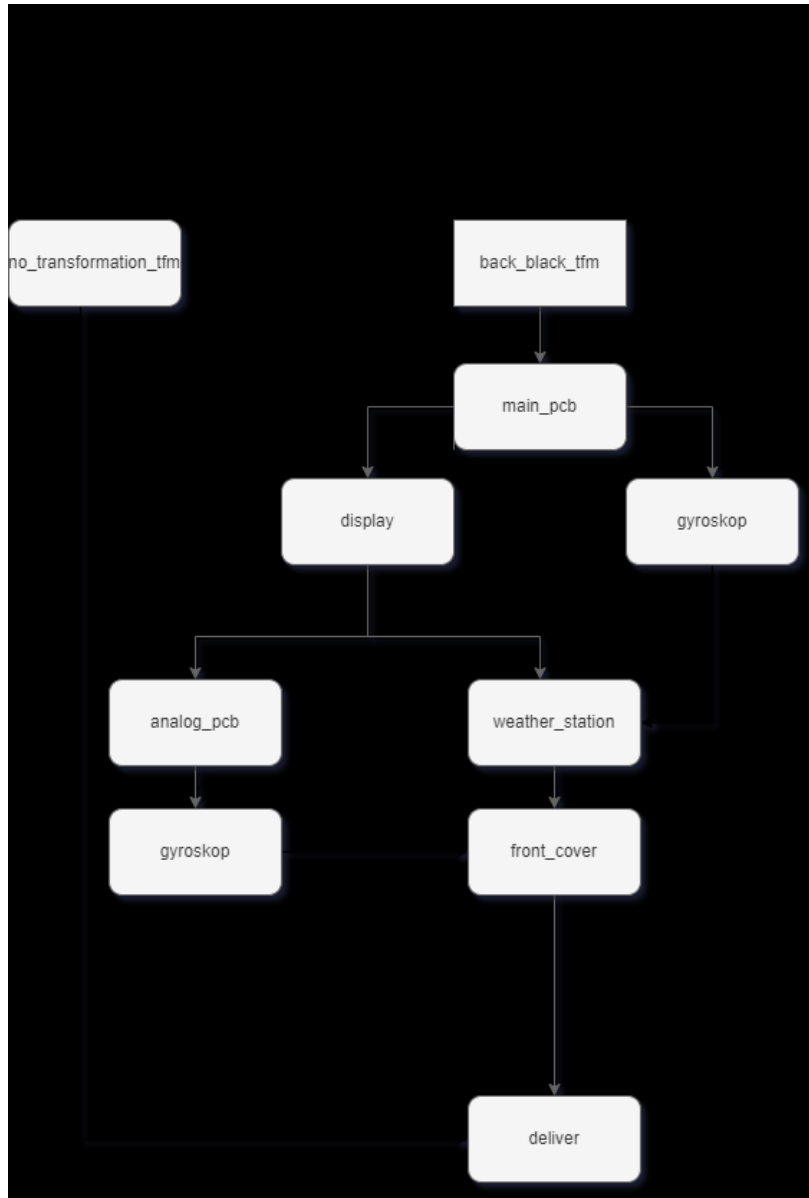 no_transformation_tfm
back_black_tfm
main_pcb
display
gyroskop
analog_pcb
weather_station
gyroskop
front_cover
deliver